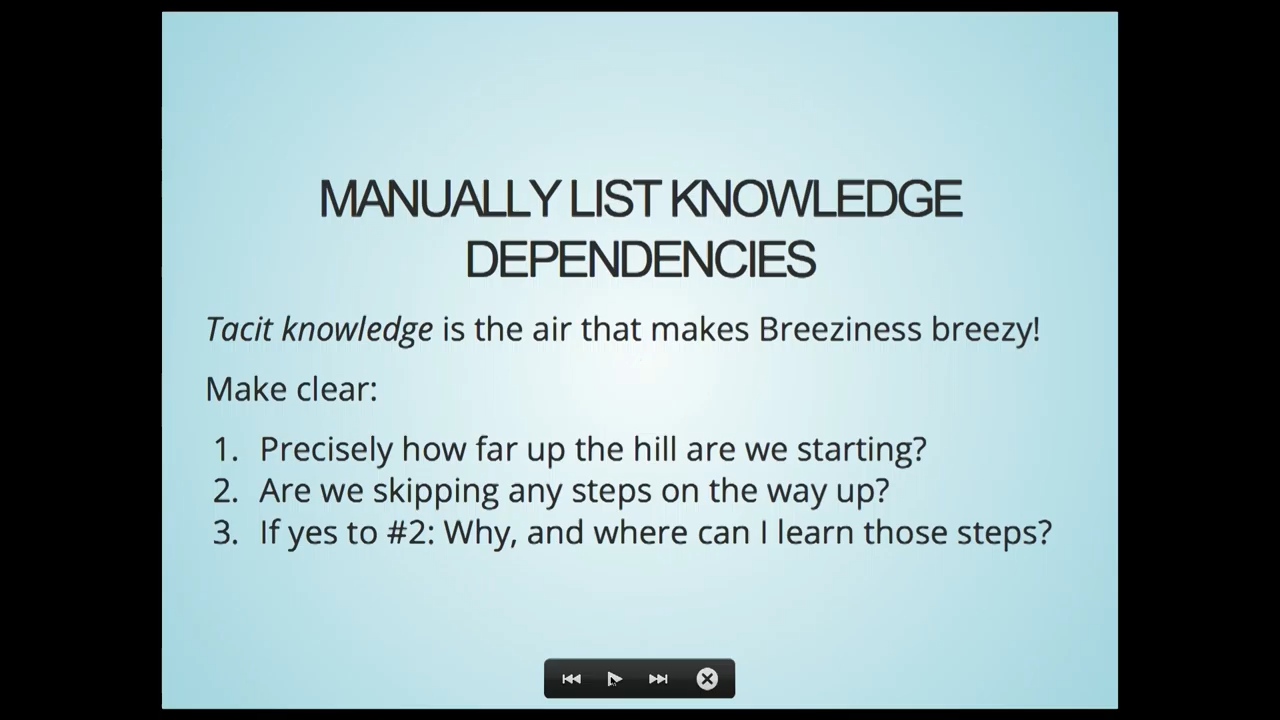 MANUALLY LIST KNOWLEDGE
DEPENDENCIES
Tacit knowledge is the air that makes Breeziness breezy!
Make clear:
1. Precisely how far up the hill are we starting?
2. Are we skipping any steps on the way up?
3. If yes to #2: Why, and where can I learn those steps?